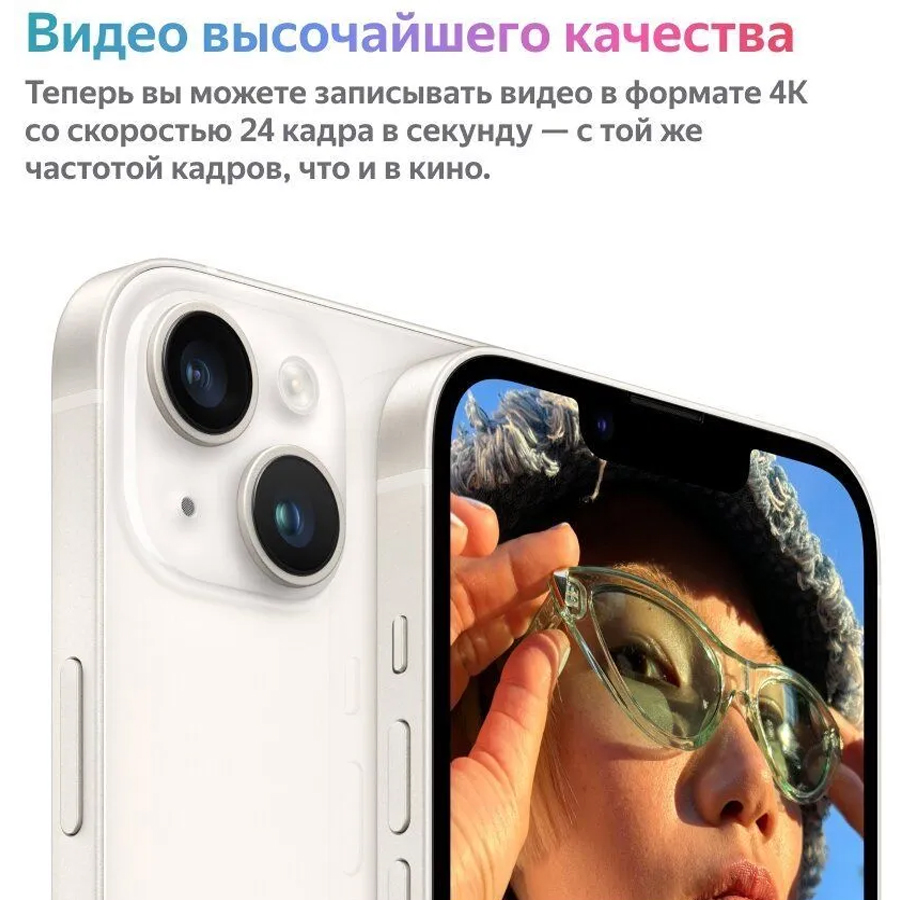 Видео высочайшего качества
Теперь вы можете записывать видео в формате 4К
со скоростью 24 кадра в секунду — с той же
частотой кадров, что и в кино.